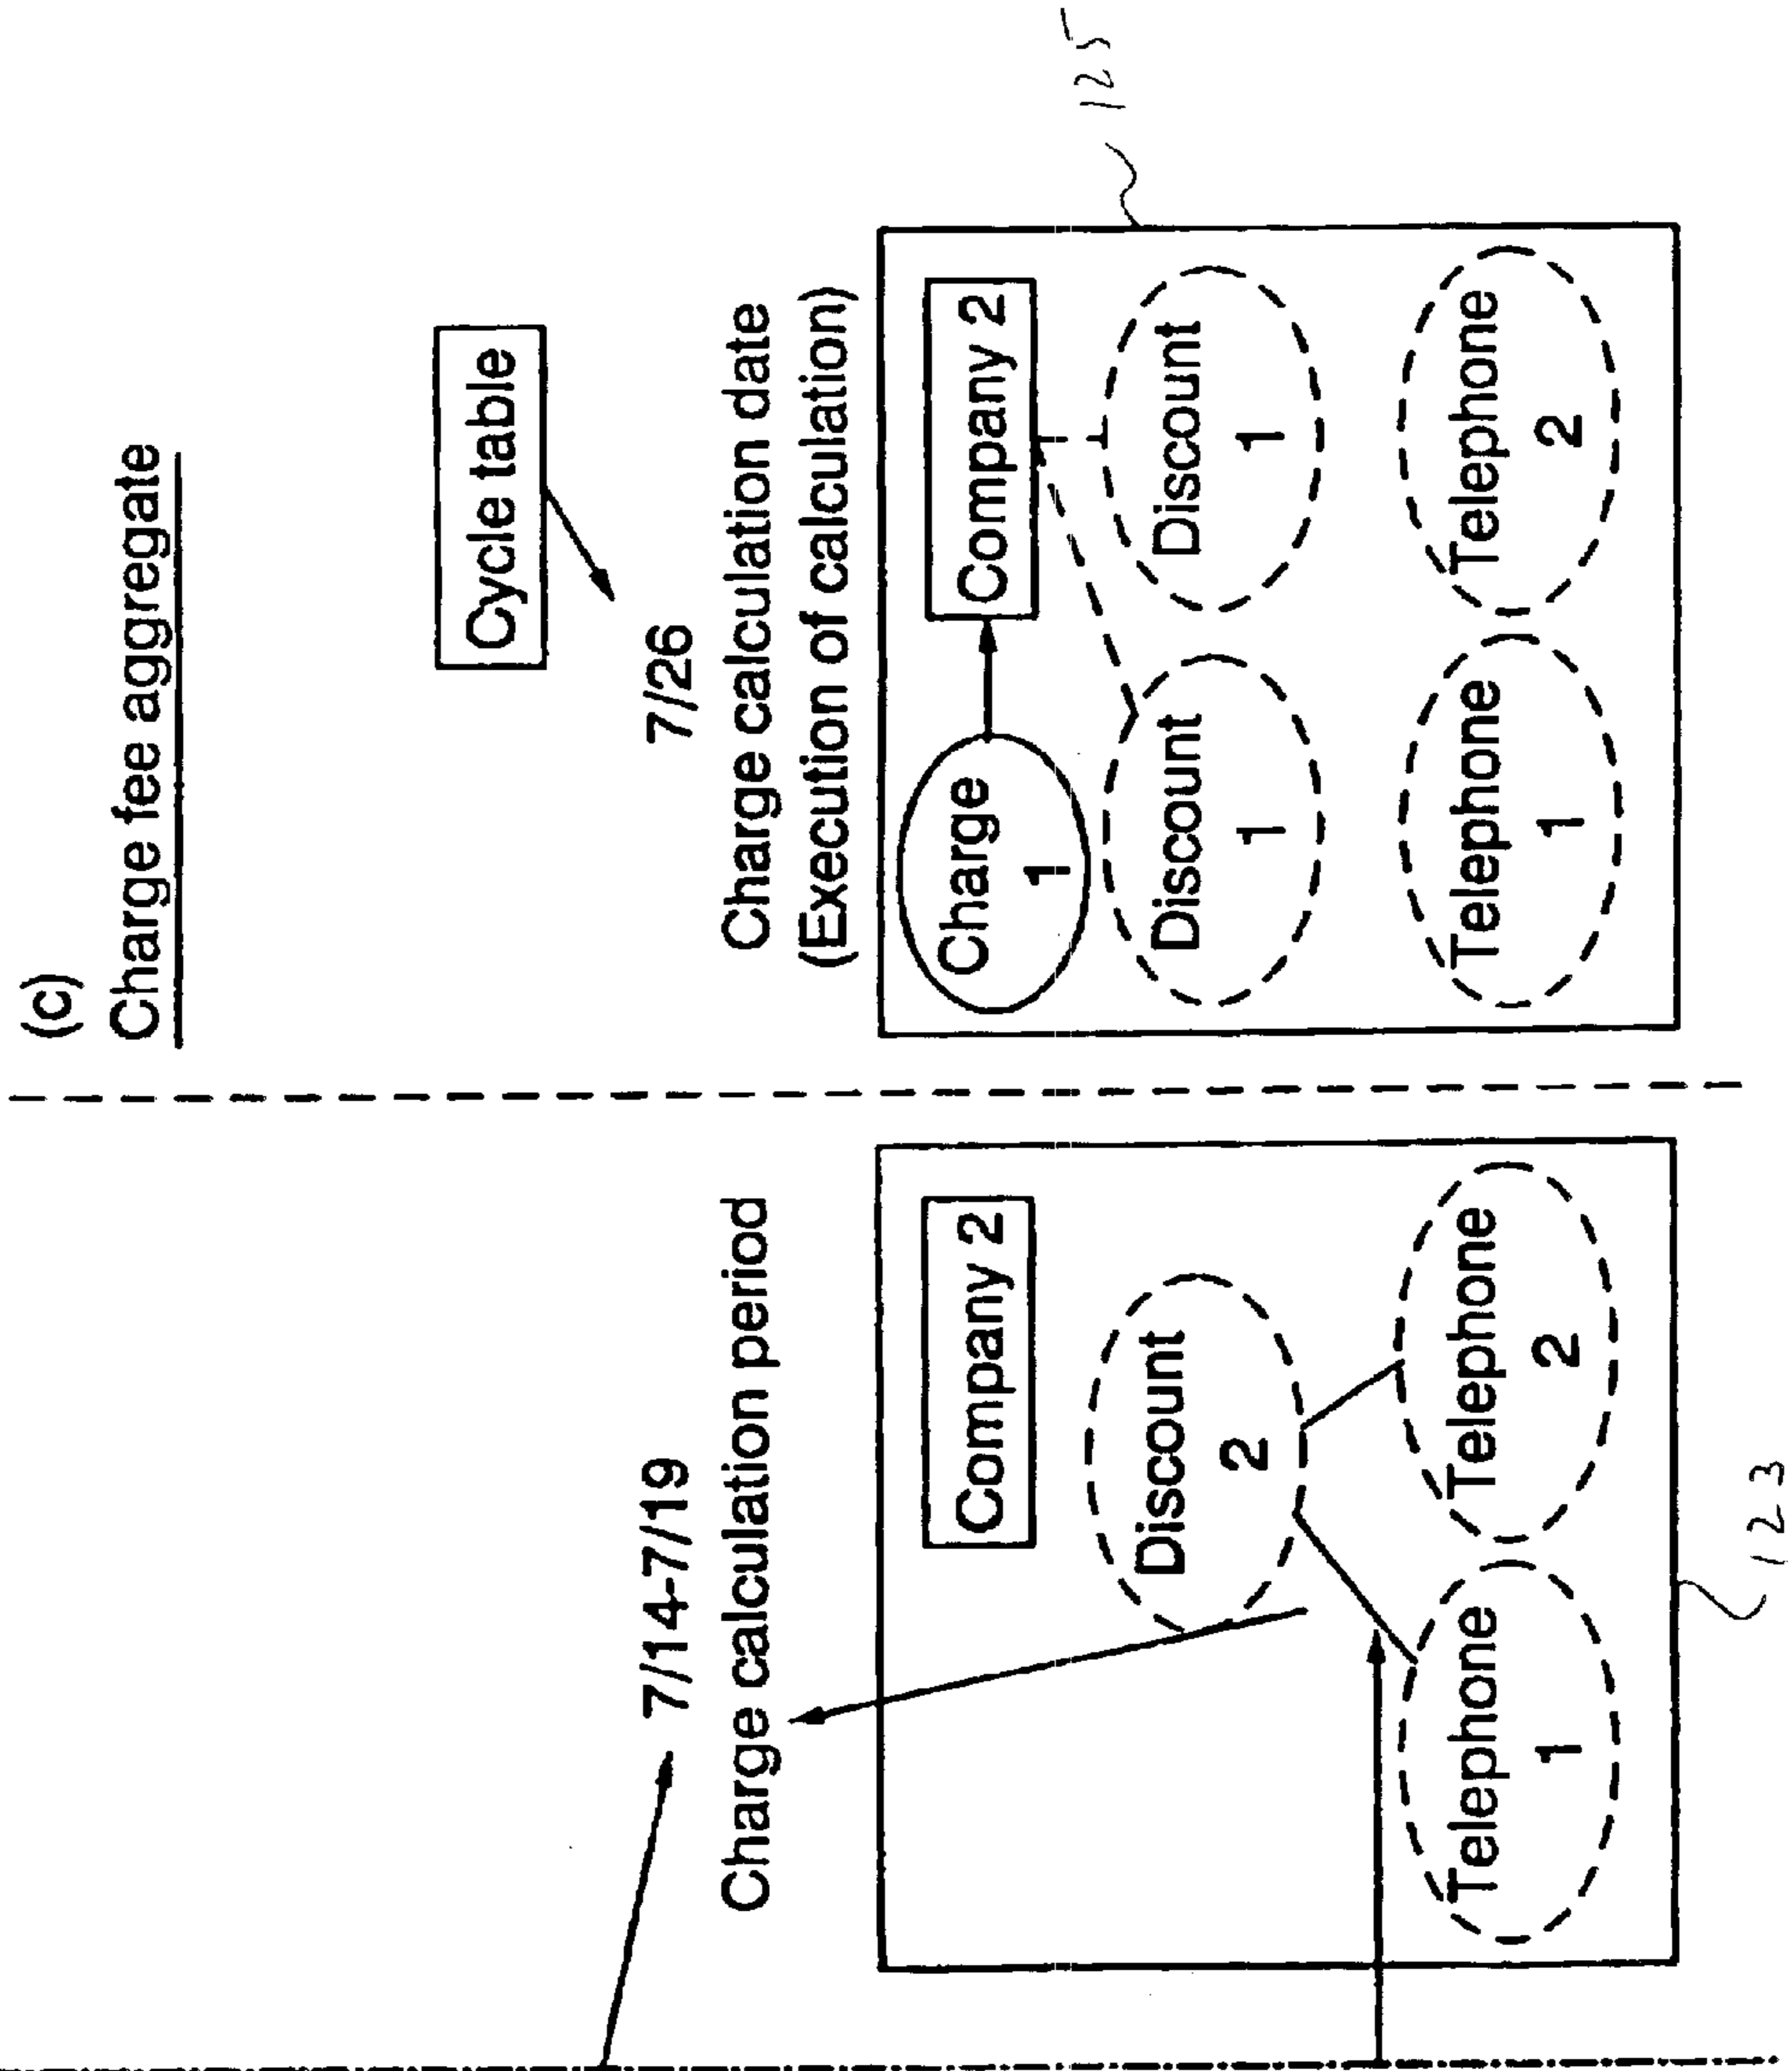 7/14-7/19
Charge calculation period
Company 2
Discount
2
Telephone
1
Telephone
2
123
(c)
Charge fee aggregate
Cycle table
7/26
Charge calculation date
(Execution of calculation)
Charge
1
Company 2
Discount
1
Discount
1
Telephone
1
Telephone
2
125